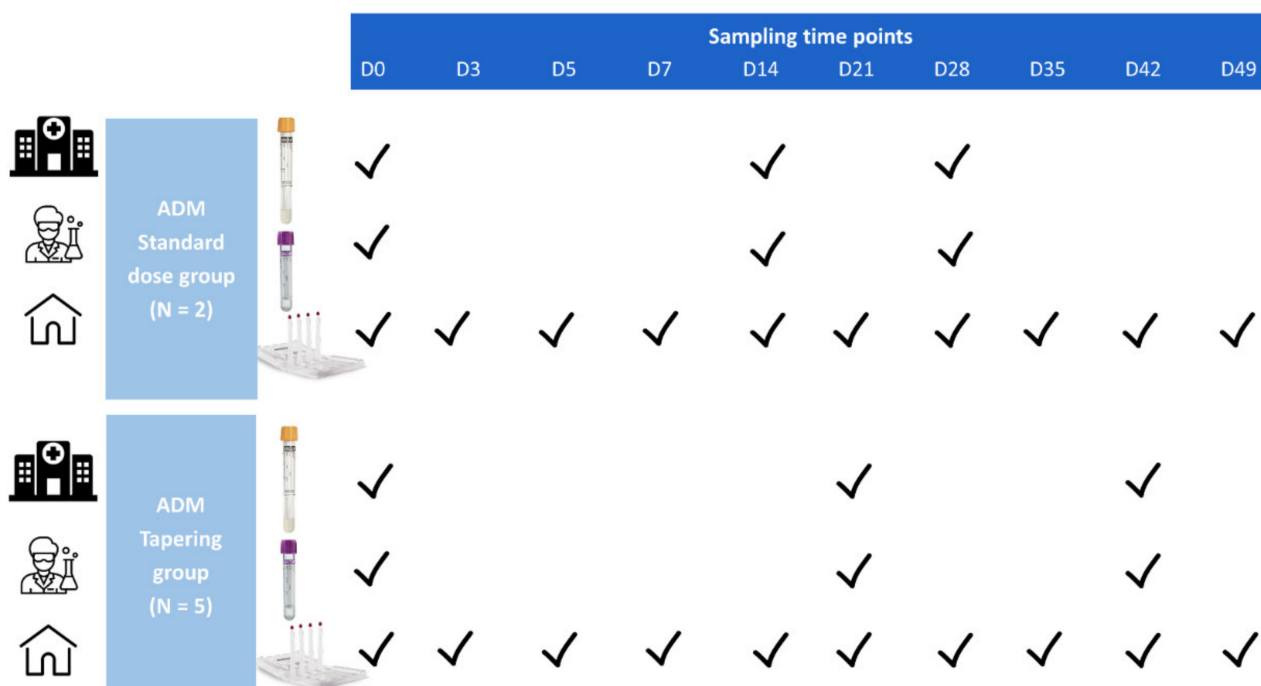 Sampling time points
D0 D3 D5 D7 D14 D21 D28 D35 D42 D49
ADM
Standard
dose group
(N = 2)
ADM
Tapering
group
(N = 5)